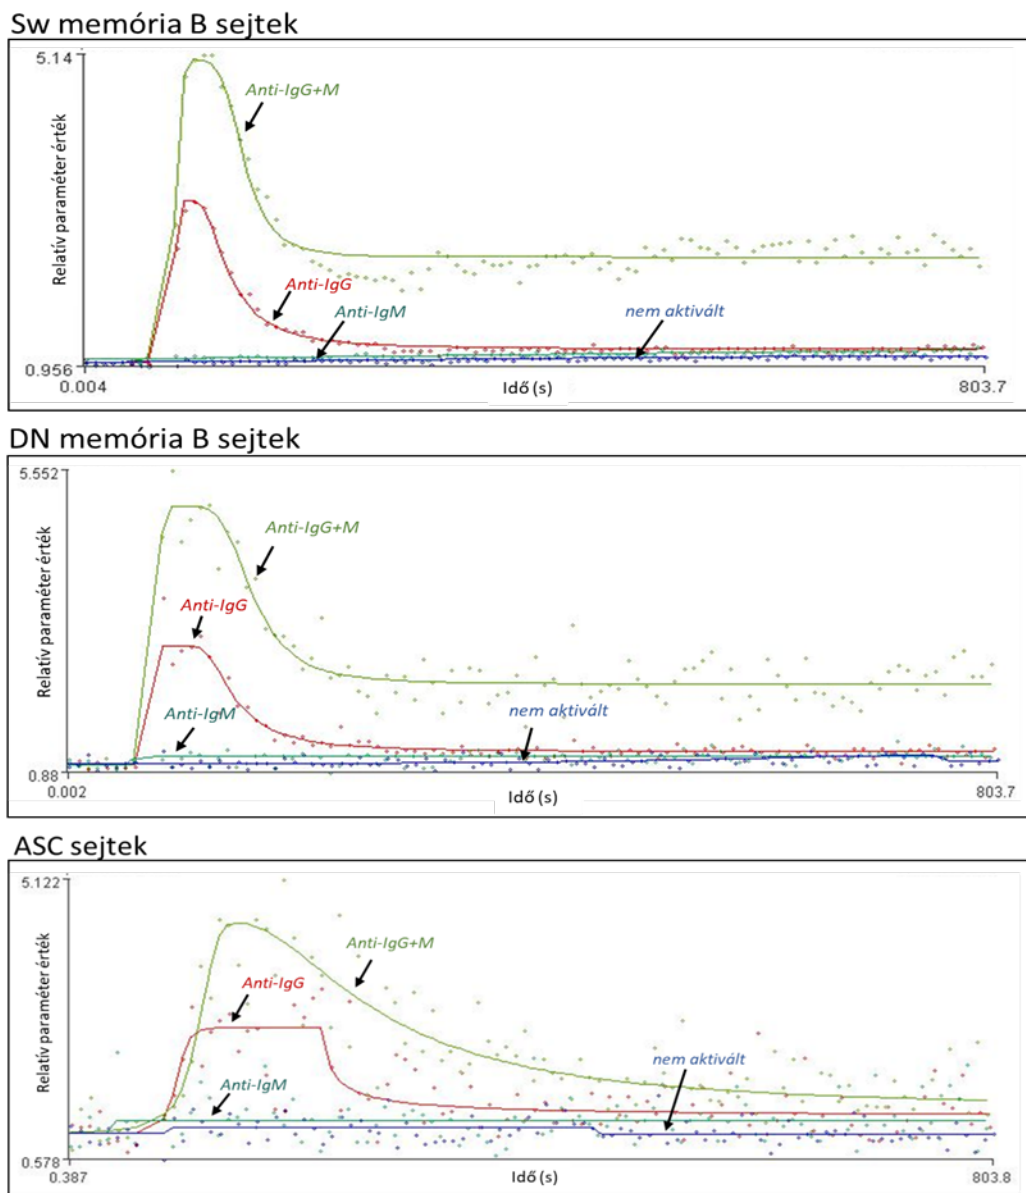 Sw memória B sejtek
5.14
Relatív paraméter érték
Anti-IgG+M
Anti-IgG
Anti-IgM
nem aktivált
0.956
0.004
Idő (s)
803.7
DN memória B sejtek
5.552
Relatív paraméter érték
Anti-IgG+M
Anti-IgG
Anti-IgM
nem aktivált
0.88
0.002
Idő (s)
803.7
ASC sejtek
5.122
Relatív paraméter érték
Anti-IgG+M
Anti-IgG
nem aktivált
Anti-IgM
0.578
0.387
Idő (s)
803.8